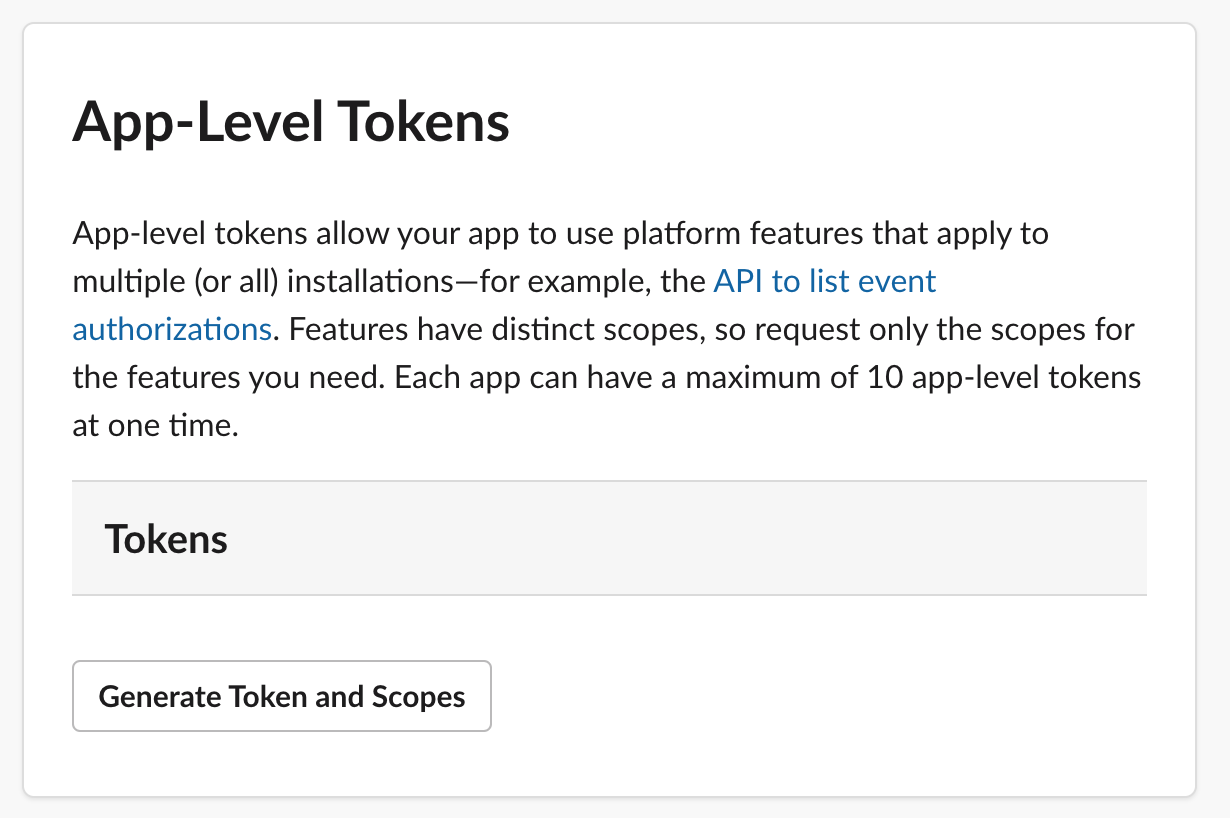 App-Level Tokens
App-level tokens allow your app to use platform features that apply to
multiple (or all) installations—for example, the API to list event
authorizations. Features have distinct scopes, so request only the scopes for
the features you need. Each app can have a maximum of 10 app-level tokens
at one time.
Tokens
Generate Token and Scopes